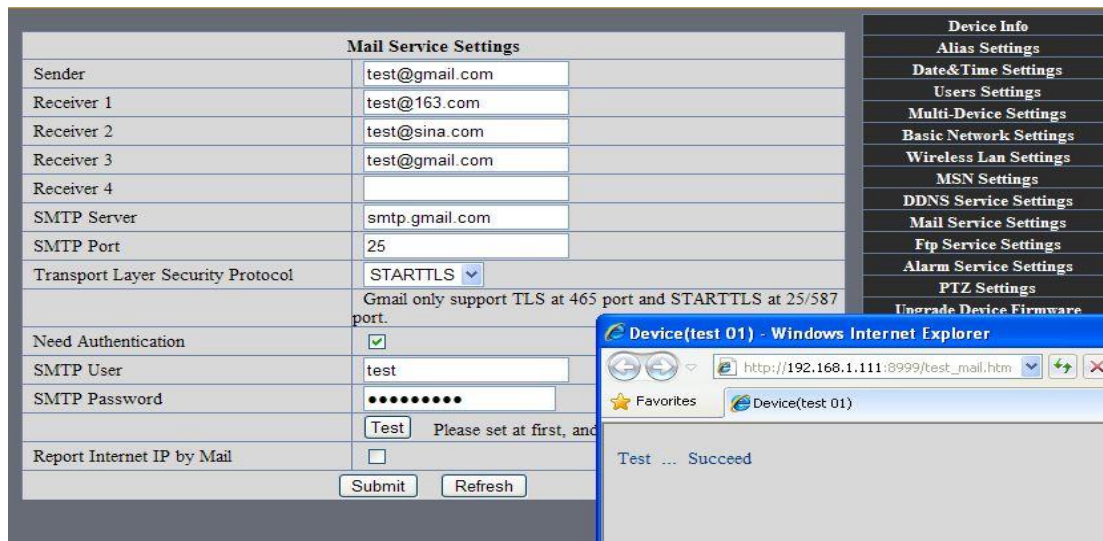 Mail Service Settings
Sender test@gmail.com
Receiver 1 test@163.com
Receiver 2 test@sina.com
Receiver 3 test@gmail.com
Receiver 4
SMTP Server smtp.gmail.com
SMTP Port 25
Transport Layer Security Protocol STARTTLS
Gmail only support TLS at 465 port and STARTTLS at 25/587
port.
Need Authentication
SMTP User test
SMTP Password •••••••••
Test Please set at first, and
Report Internet IP by Mail
Submit Refresh
Device Info
Alias Settings
Date&Time Settings
Users Settings
Multi-Device Settings
Basic Network Settings
Wireless Lan Settings
MSN Settings
DDNS Service Settings
Mail Service Settings
Ftp Service Settings
Alarm Service Settings
PTZ Settings
Upgrade Device Firmware
Device(test 01) - Windows Internet Explorer
http://192.168.1.111:8999/test_mail.htm
Favorites Device(test 01)
Test ... Succeed